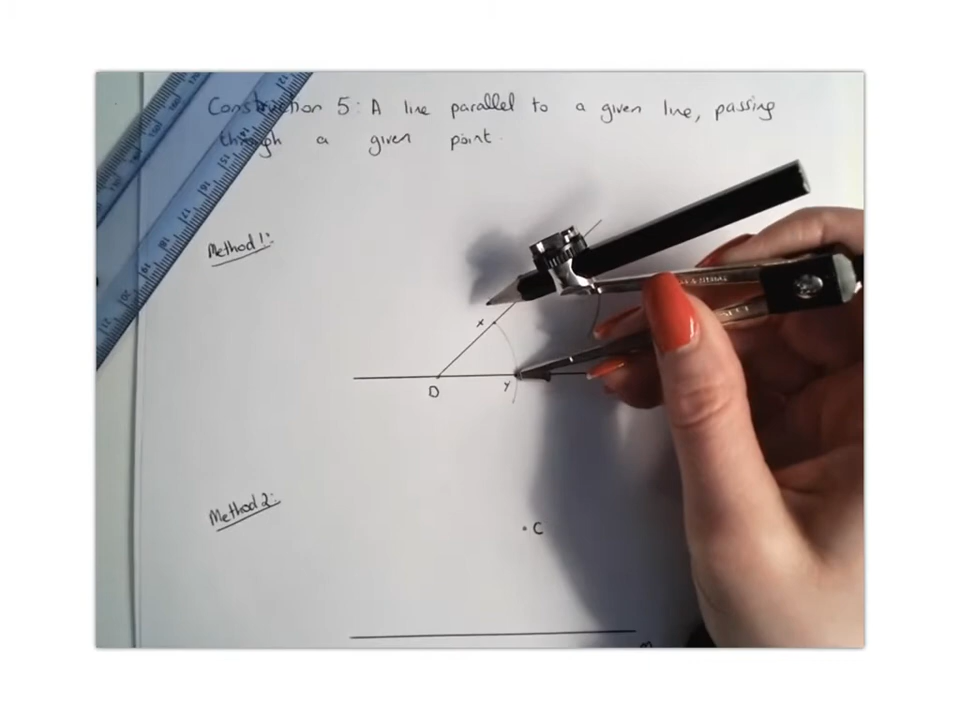 Construction 5: A line parallel to a given line, passing
through a given point.
Method 1:
X
D
Y
Method 2:
C